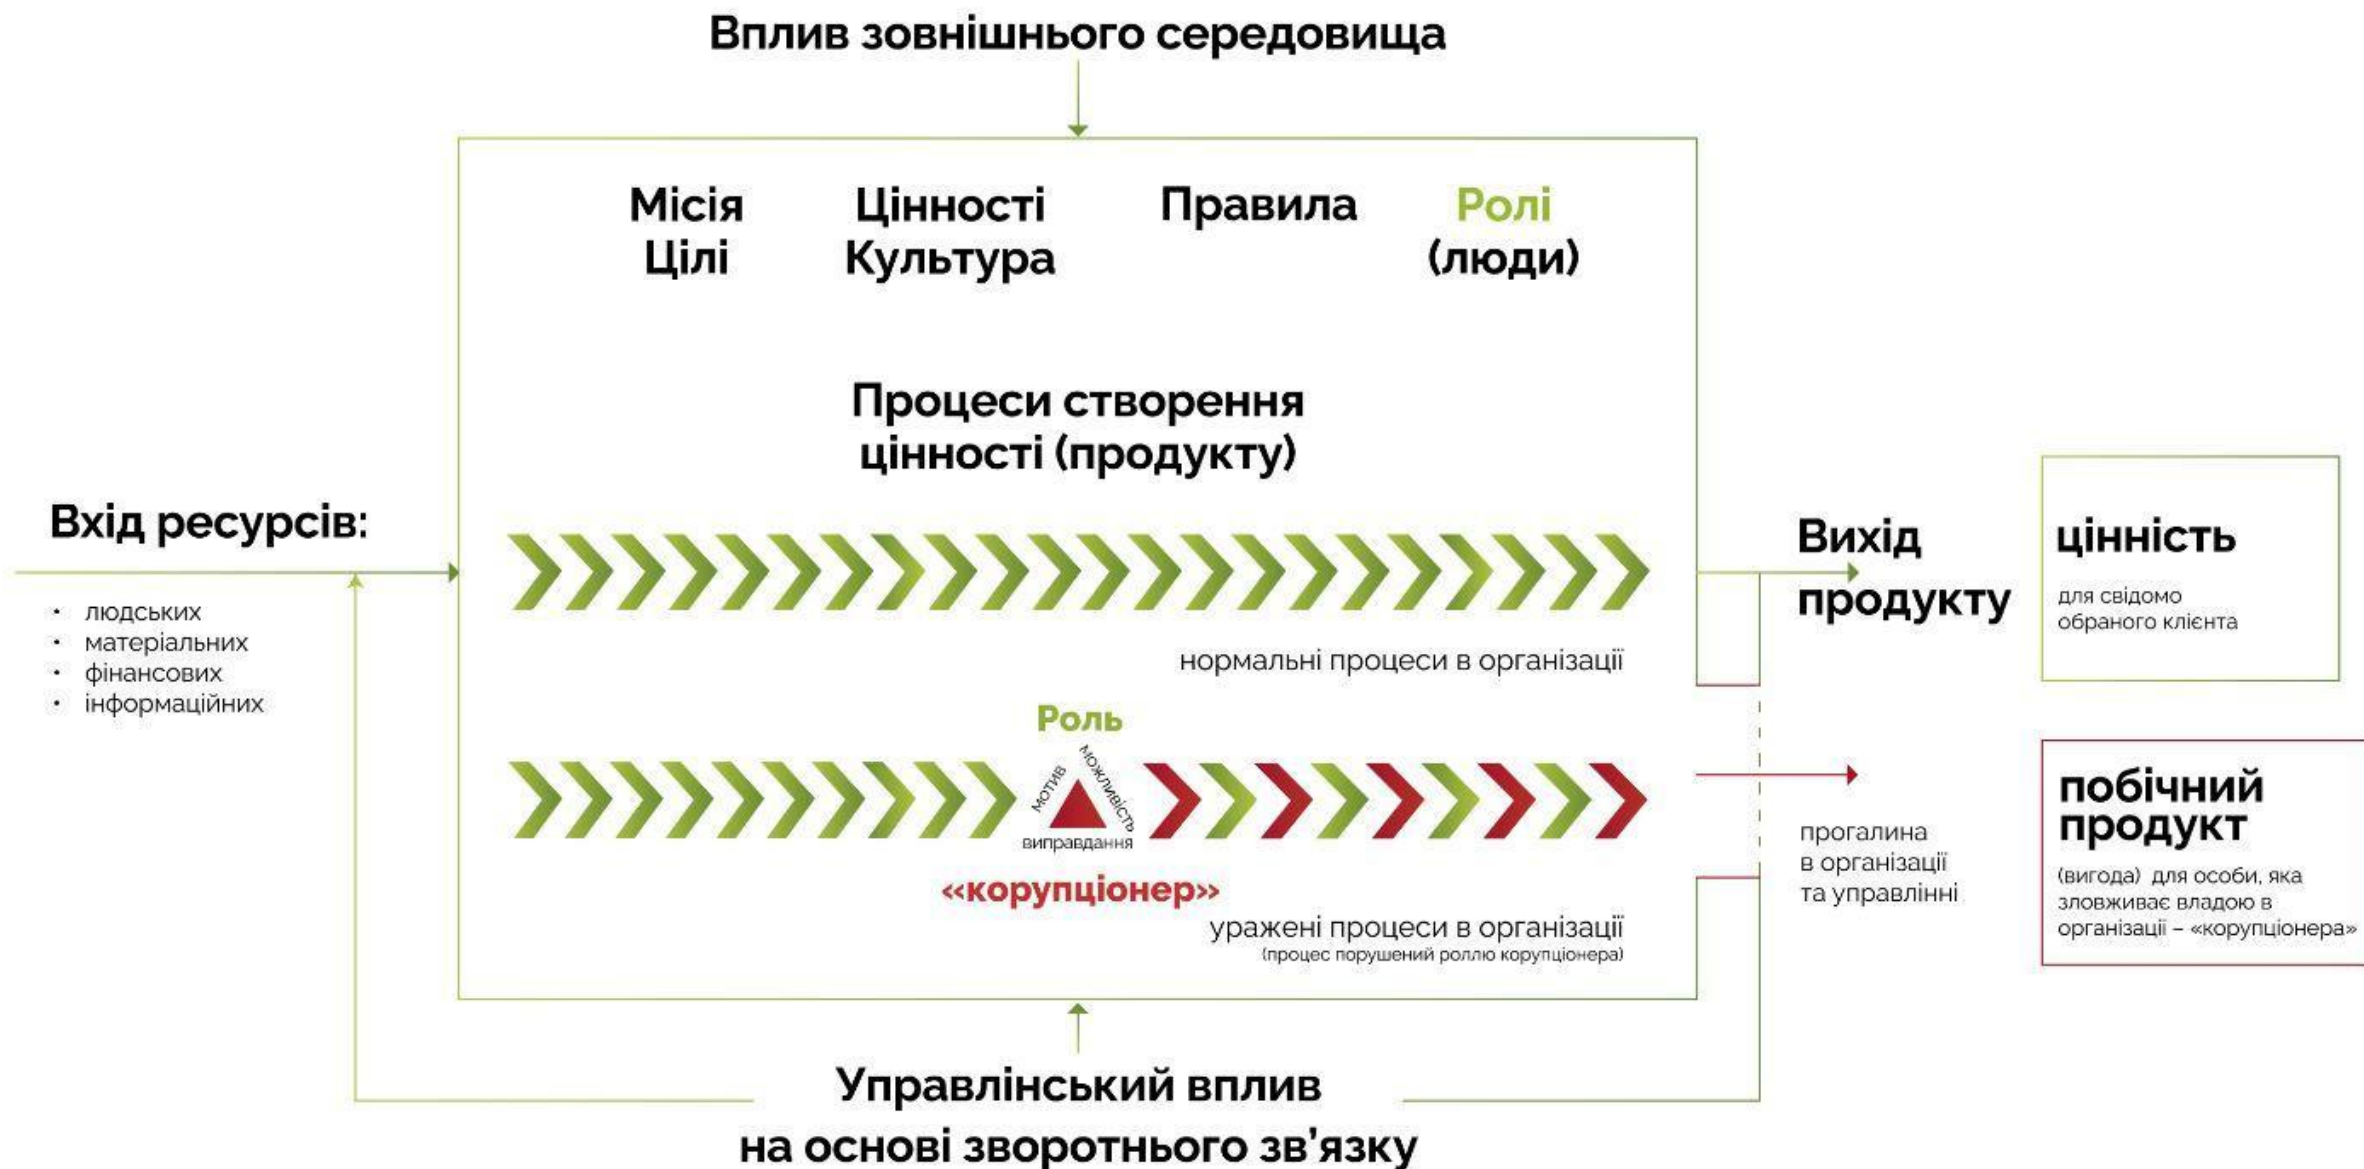 Вплив зовнішнього середовища
Місія
Цілі
Цінності
Культура
Правила
Ролі
(люди)
Процеси створення
цінності (продукту)
Вхід ресурсів:
• людських
• матеріальних
• фінансових
• інформаційних
нормальні процеси в організації
Вихід
продукту
цінність
для свідомо
обраного клієнта
Роль
мотив
можливість
виправдання
«корупціонер»
уражені процеси в організації
(процес порушений роллю корупціонера)
прогалина
в організації
та управлінні
побічний
продукт
(вигода) для особи, яка
зловживає владою в
організації – «корупціонера»
Управлінський вплив
на основі зворотнього зв’язку